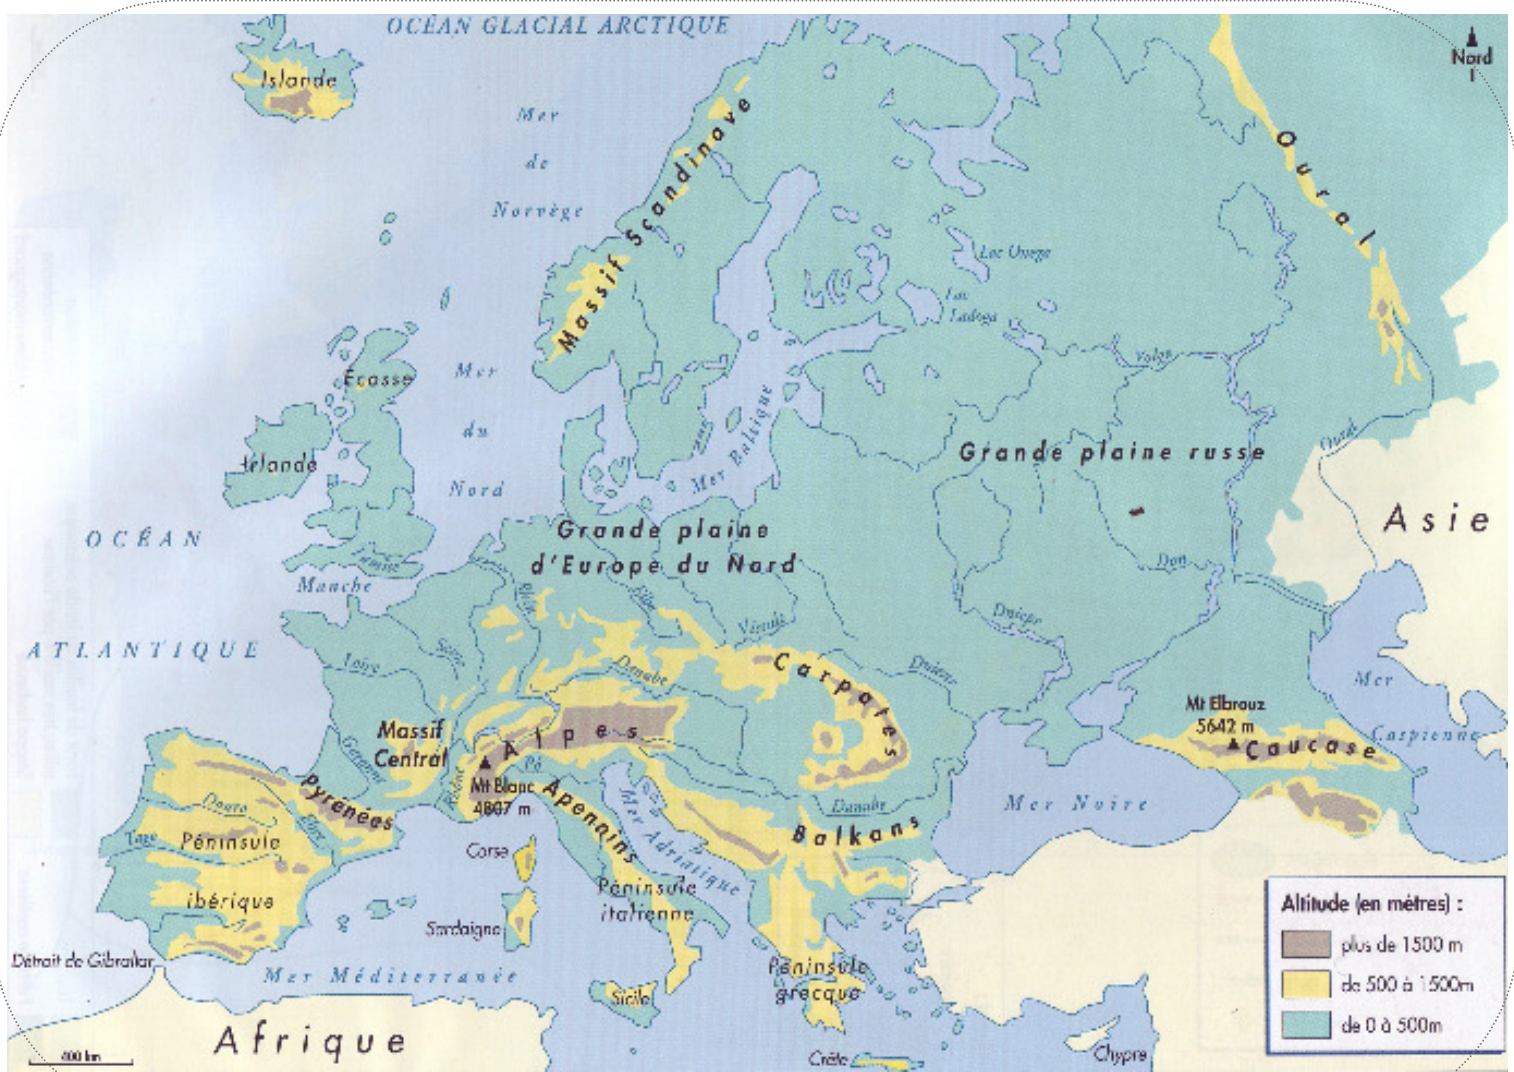 OCÉAN GLACIAL ARCTIQUE
Nord
Islande
Mer
de
Norvège
Massif Scandinave
Oural
Lac Onega
Lac
Ladoga
Écosse
Mer
du
Nord
Irlande
Mer Baltique
Volga
Grande plaine russe
Oural
Asie
OCÉAN
ATLANTIQUE
Grande plaine
d'Europe du Nord
Manche
Tamise
Rhin
Elbe
Vistule
Don
Dniepr
Dniestr
Seine
Loire
Danube
Carpates
Mt Elbrouz
5642 m
Caucase
Mer
Caspienne
Massif
Central
Garonne
Alpes
Rhône
Pô
Mt Blanc
4807 m
Pyrénées
Douro
Ebre
Tage
Péninsule
ibérique
Apennins
Mer Adriatique
Danube
Balkans
Mer Noire
Corse
Sardaigne
Péninsule
italienne
Détroit de Gibraltar
Mer Méditerranée
Sicile
Péninsule
grecque
Afrique
Crête
Chypre
400 km
Altitude (en mètres) :
plus de 1500 m
de 500 à 1500m
de 0 à 500m